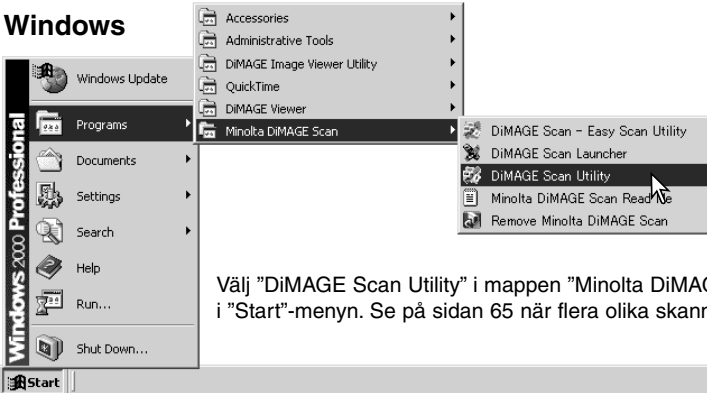 Windows
Accessories
Administrative Tools
DiMAGE Image Viewer Utility
QuickTime
DiMAGE Viewer
Minolta DiMAGE Scan
DiMAGE Scan - Easy Scan Utility
DiMAGE Scan Launcher
DiMAGE Scan Utility
Minolta DiMAGE Scan Read
Remove Minolta DiMAGE Scan
Windows 2000 Professional
Windows Update
Programs
Documents
Settings
Search
Help
Run...
Shut Down...
Start
Välj ”DiMAGE Scan Utility” i mappen ”Minolta
i ”Start”-menyn. Se på sidan 65 när flera olika